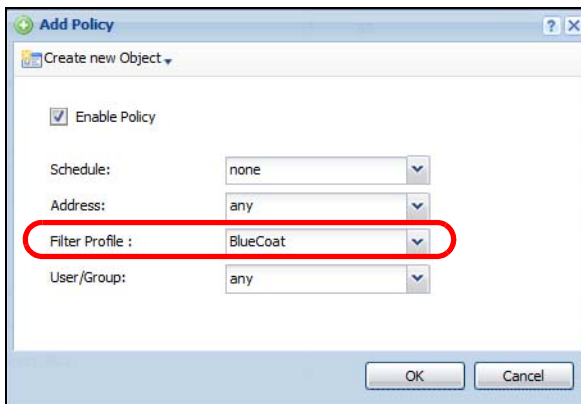 Add Policy
Create new Object
Enable Policy
Schedule: none
Address: any
Filter Profile : BlueCoat
User/Group: any
OK Cancel